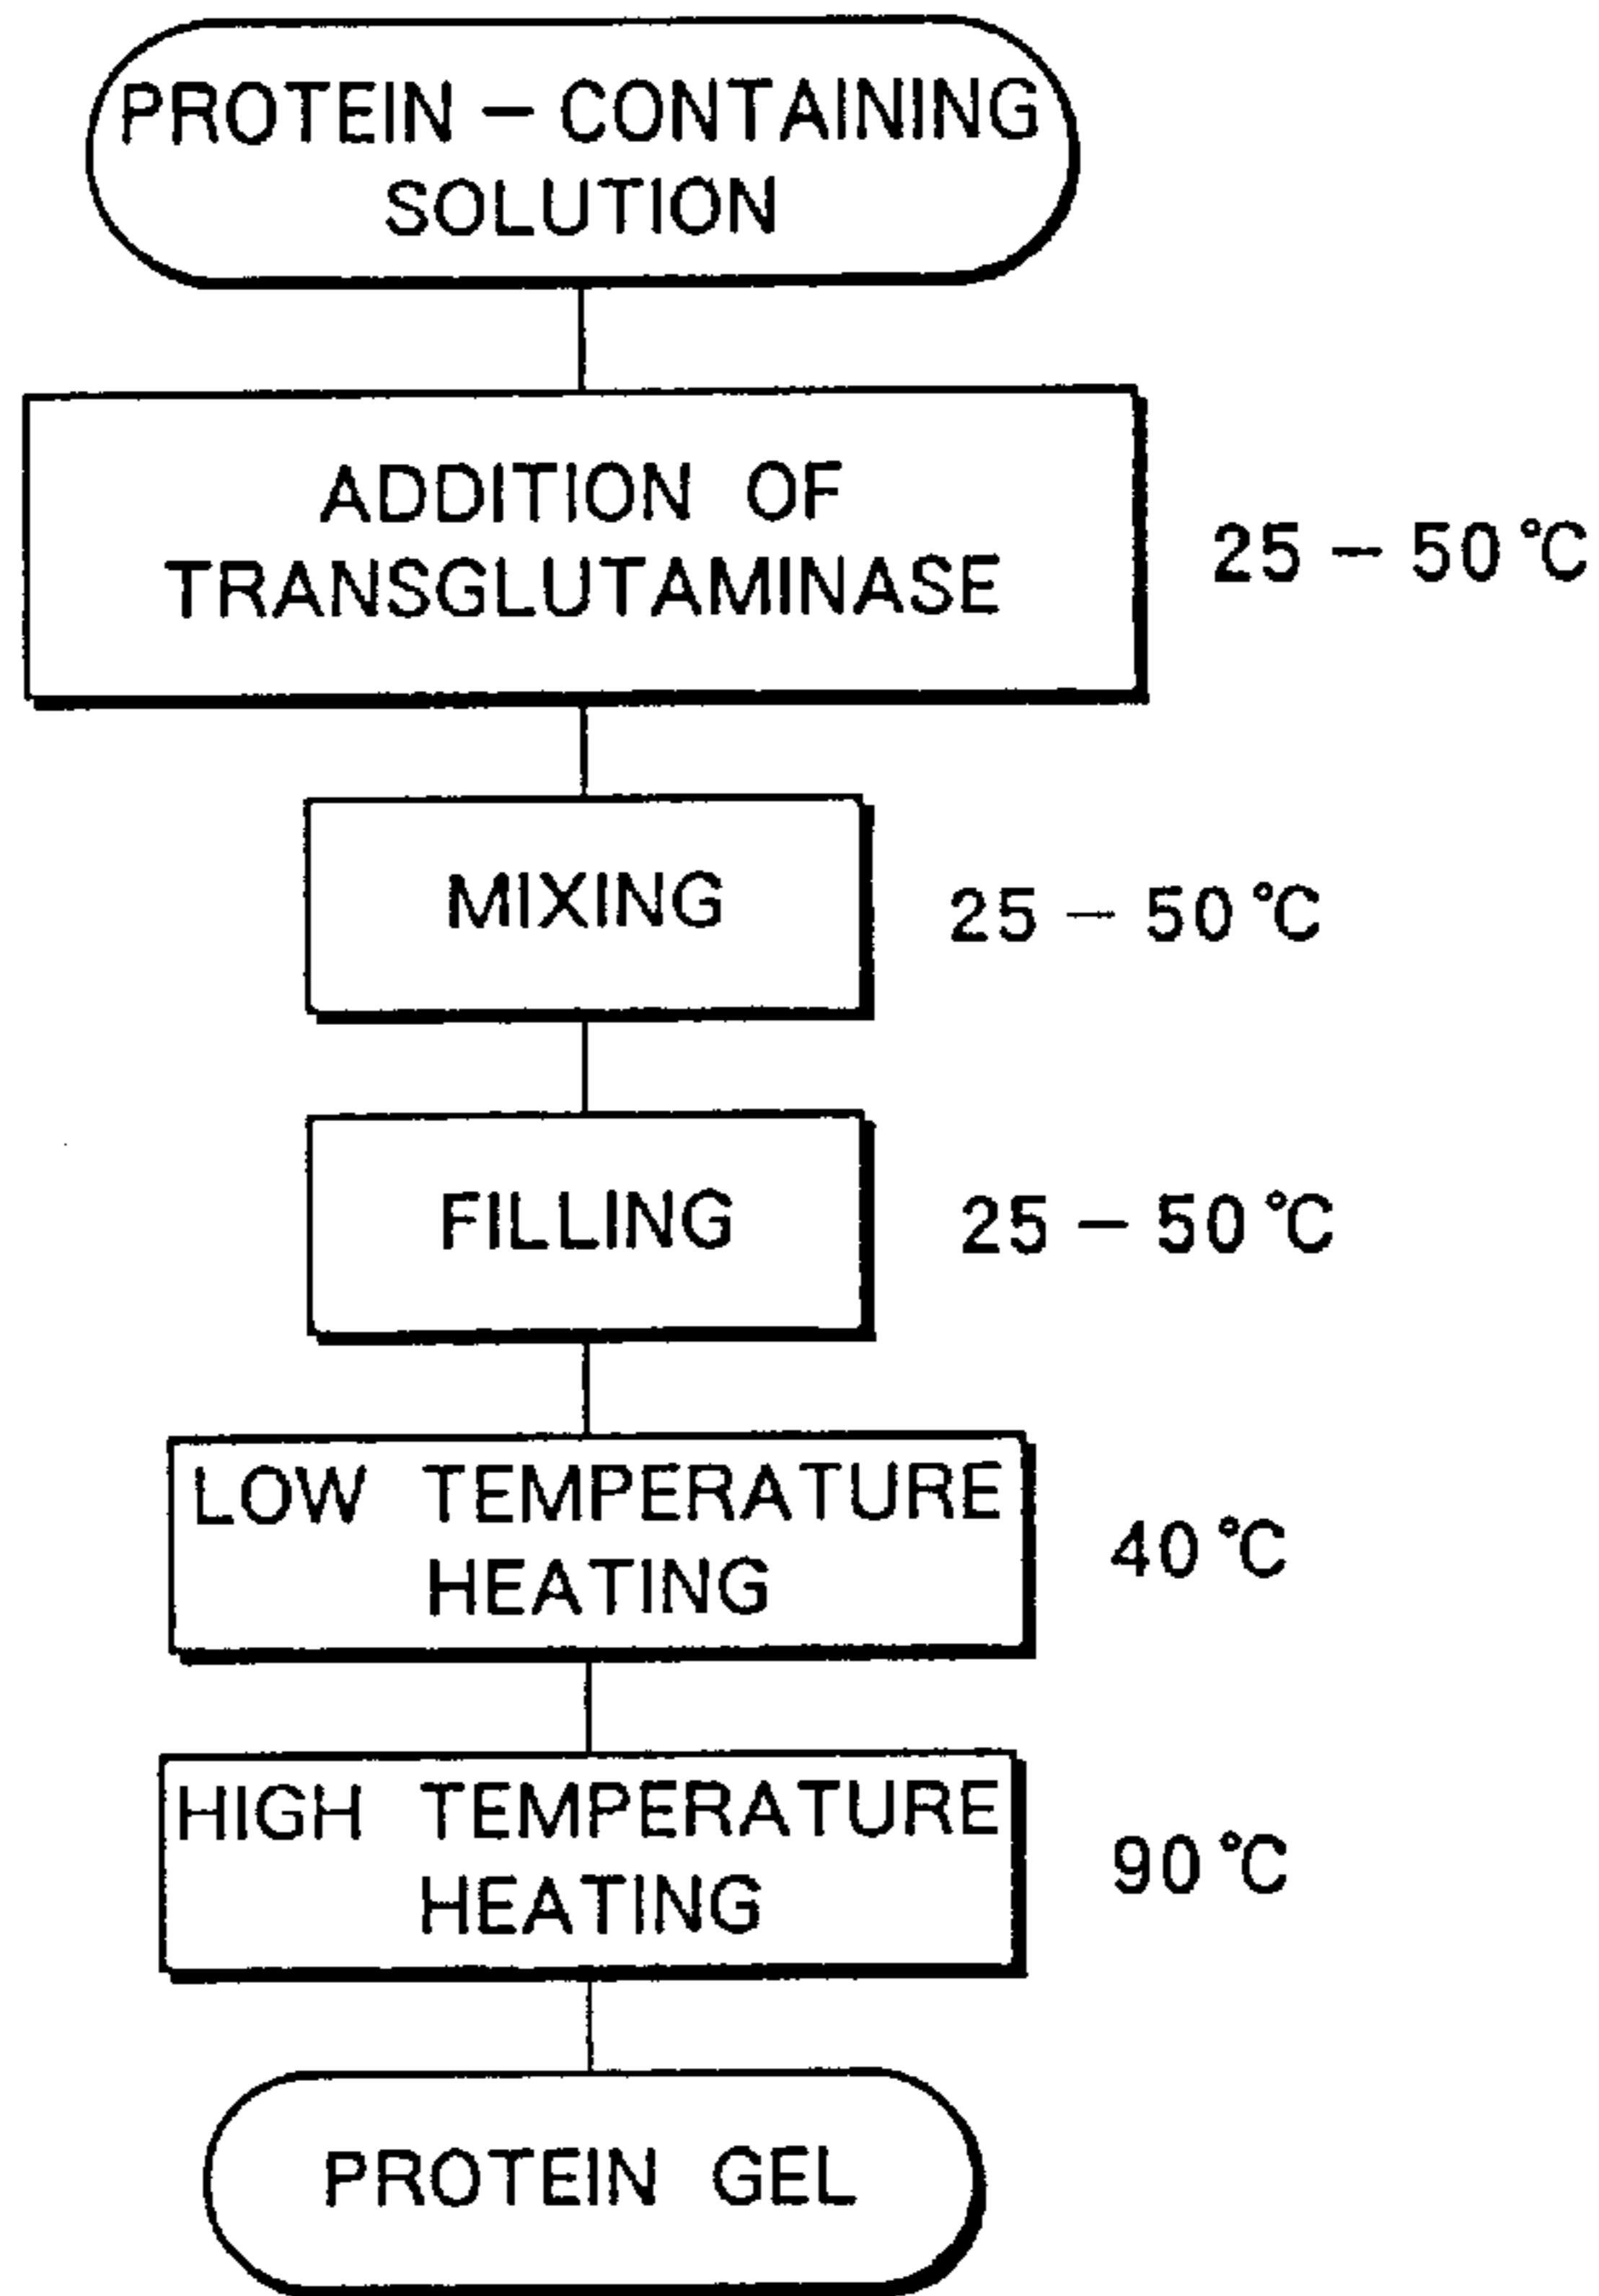 PROTEIN - CONTAINING
SOLUTION
ADDITION OF
TRANSGLUTAMINASE
25 - 50 °C
MIXING
25 - 50 °C
FILLING
25 - 50 °C
LOW TEMPERATURE
HEATING
40 °C
HIGH TEMPERATURE
HEATING
90 °C
PROTEIN GEL